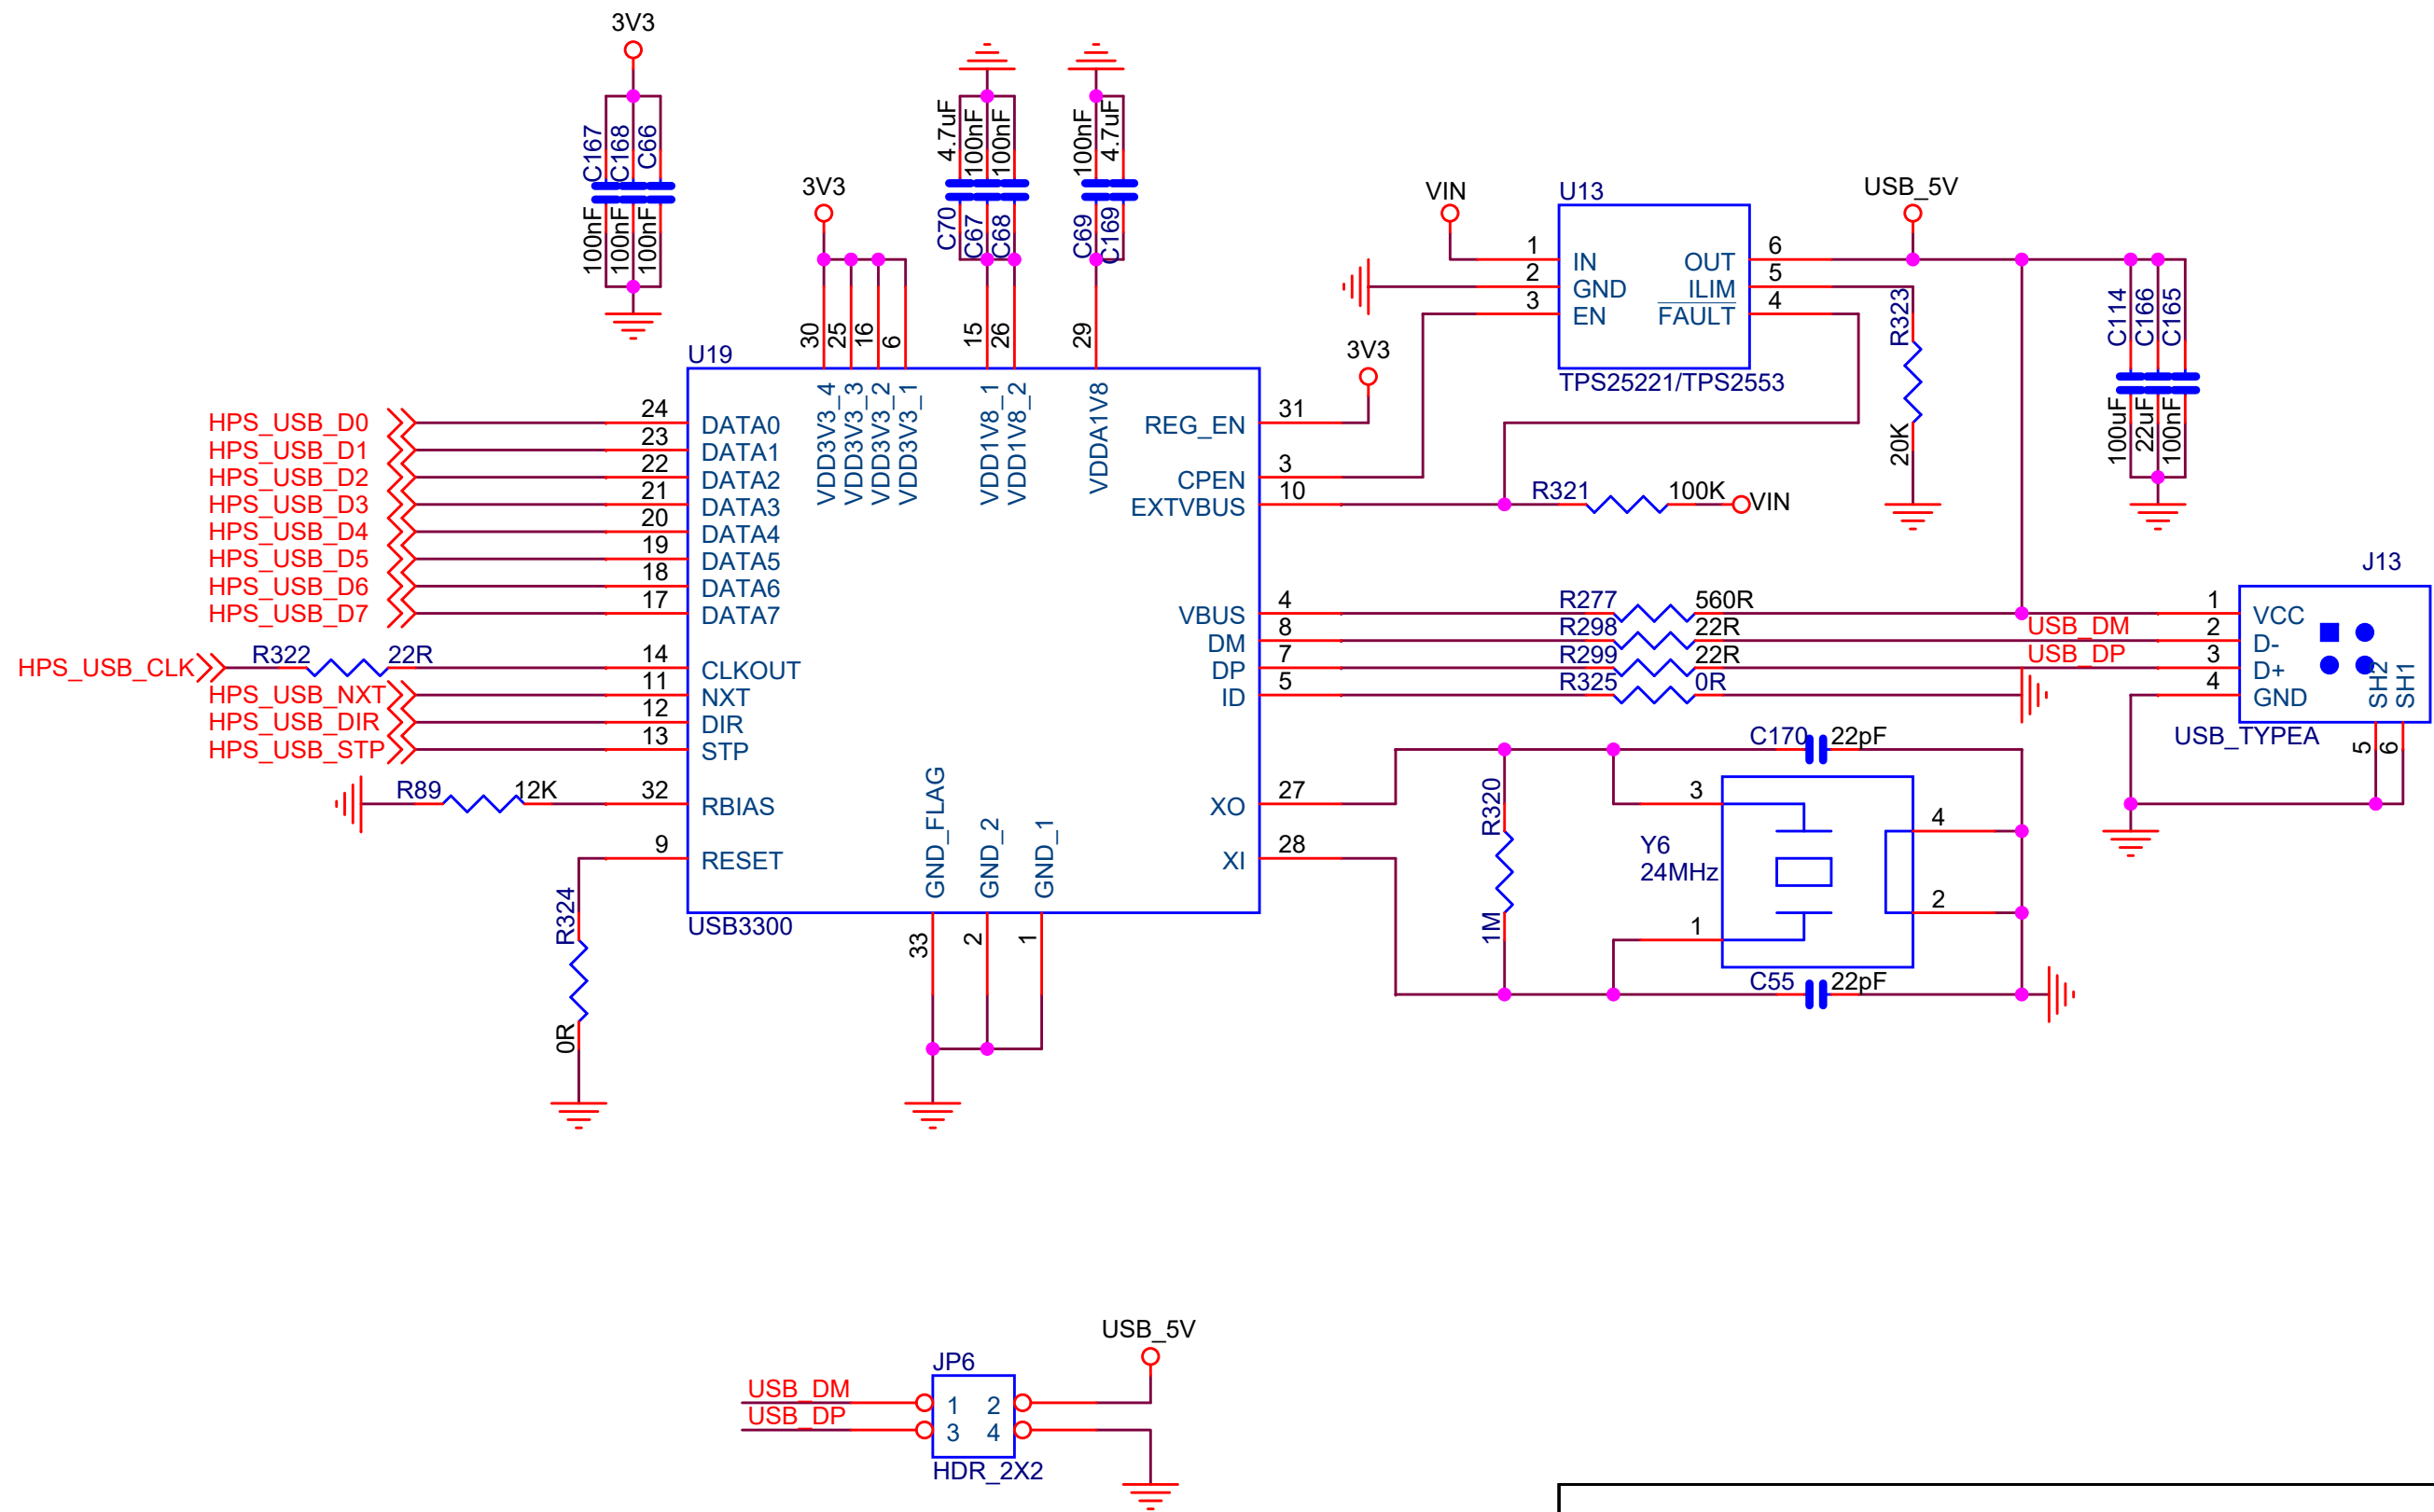 3V3
C167
C168
C66
100nF
100nF
100nF
4.7uF
100nF
100nF
C70
C67
C68
100nF
4.7uF
C69
C169
3V3
30
25
16
6
15
26
29
U19
VDD3V3_4
VDD3V3_3
VDD3V3_2
VDD3V3_1
VDD1V8_1
VDD1V8_2
VDDA1V8
HPS_USB_D0 24 DATA0
HPS_USB_D1 23 DATA1
HPS_USB_D2 22 DATA2
HPS_USB_D3 21 DATA3
HPS_USB_D4 20 DATA4
HPS_USB_D5 19 DATA5
HPS_USB_D6 18 DATA6
HPS_USB_D7 17 DATA7
HPS_USB_CLK R322 22R 14 CLKOUT
HPS_USB_NXT 11 NXT
HPS_USB_DIR 12 DIR
HPS_USB_STP 13 STP
R89 12K 32 RBIAS
9 RESET
R324
0R
USB3300
GND_FLAG
GND_2
GND_1
33
2
1
REG_EN 31
3V3
CPEN 3
EXTVBUS 10 R321 100K VIN
VBUS 4 R277 560R
DM 8 R298 22R USB_DM
DP 7 R299 22R USB_DP
ID 5 R325 0R
XO 27
XI 28
VIN
U13
USB_5V
1 IN OUT 6
2 GND ILIM 5
3 EN FAULT 4
TPS25221/TPS2553
R323
20K
C114
C166
C165
100uF
22uF
100nF
J13
1 VCC
2 D-
3 D+
4 GND
SH2
SH1
5
6
USB_TYPEA
C170 22pF
R320
1M
3
Y6
24MHz
1
4
2
C55 22pF
USB_5V
JP6
USB_DM 1 2
USB_DP 3 4
HDR_2X2